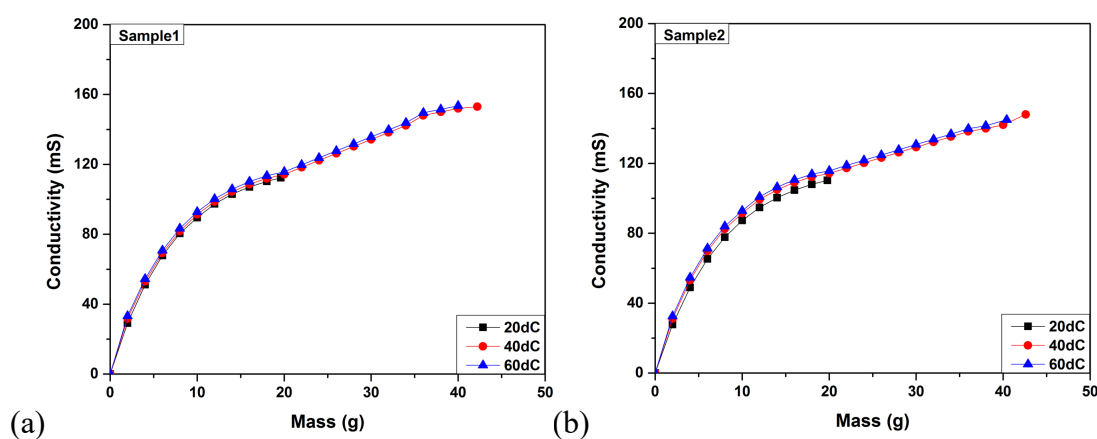 Sample1
Conductivity (mS)
200
160
120
80
40
0
0 10 20 30 40 50
Mass (g)
20dC
40dC
60dC
(a)
Sample2
Conductivity (mS)
200
160
120
80
40
0
0 10 20 30 40 50
Mass (g)
20dC
40dC
60dC
(b)